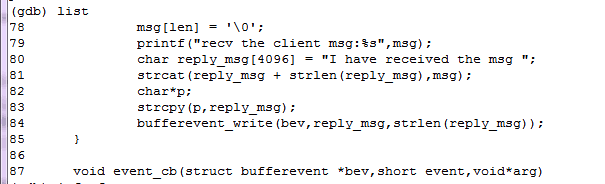 (gdb) list
78 msg[len] = '\0';
79 printf("recv the client msg:%s",msg);
80 char reply_msg[4096] = "I have received the msg ";
81 strcat(reply_msg + strlen(reply_msg),msg);
82 char*p;
83 strcpy(p,reply_msg);
84 bufferevent_write(bev,reply_msg,strlen(reply_msg));
85 }
86
87 void event_cb(struct bufferevent *bev,short event,void*arg)